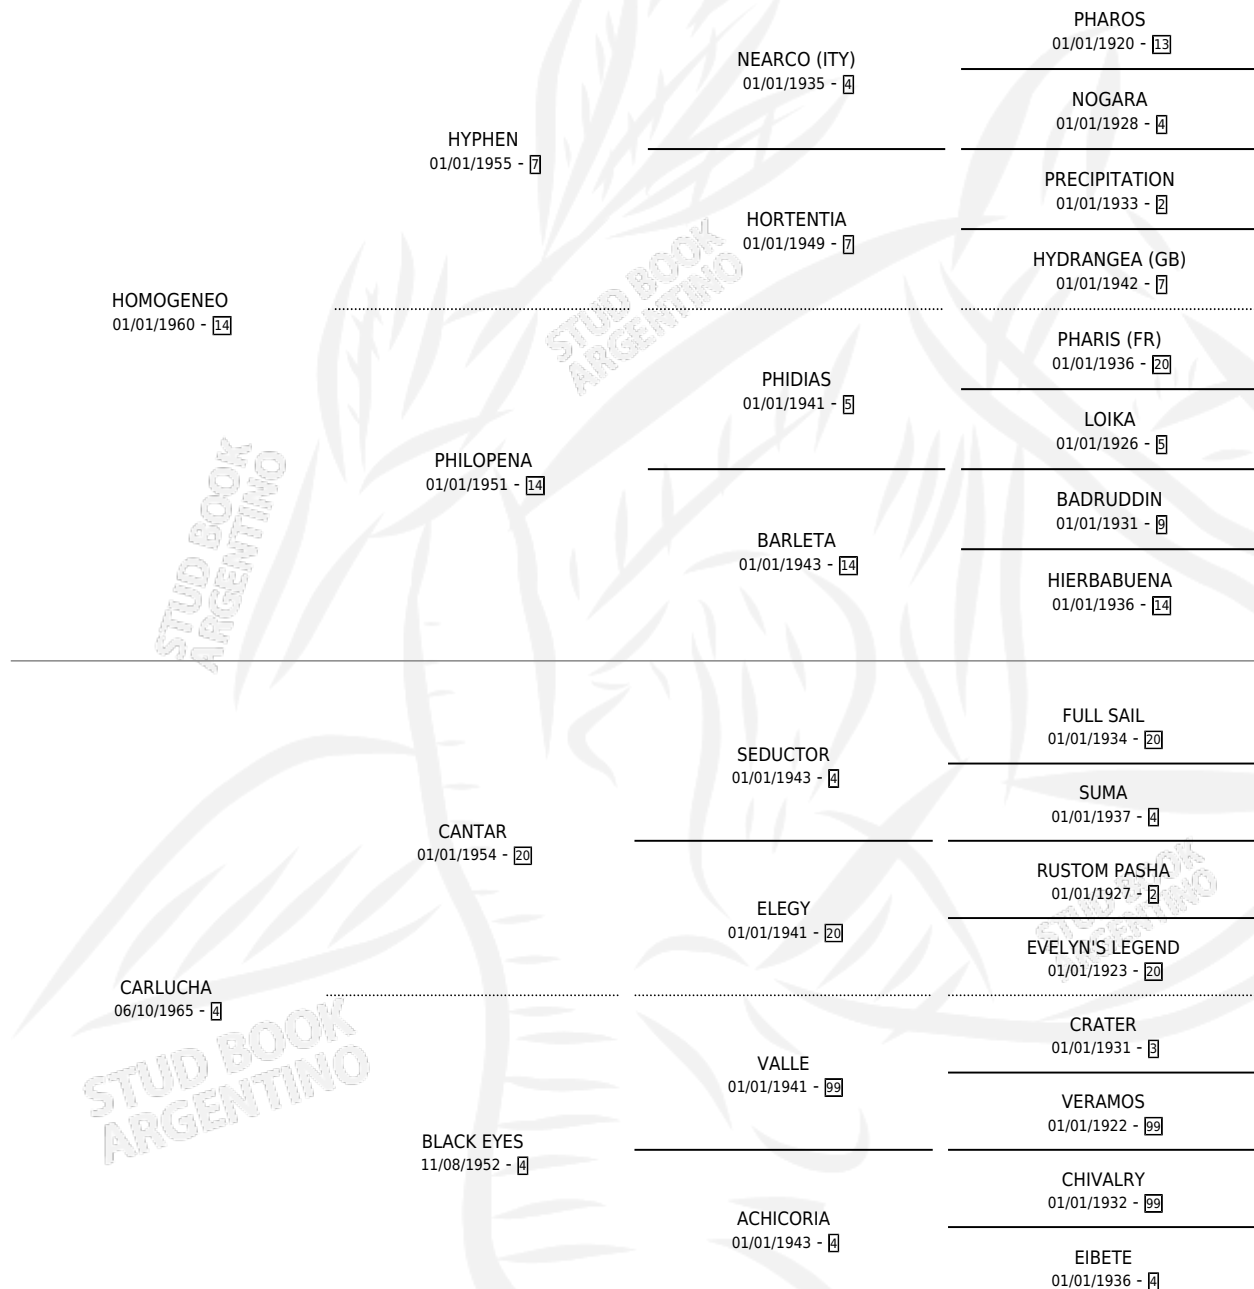 PHAROS
01/01/1920 - 13
NEARCO (ITY)
01/01/1935 - 4
NOGARA
01/01/1928 - 4
HYPHEN
01/01/1955 - 7
PRECIPITATION
01/01/1933 - 2
HORTENTIA
01/01/1949 - 7
HYDRANGEA (GB)
01/01/1942 - 7
HOMOGENEO
01/01/1960 - 14
STUD BOOK
ARGENTINO
PHARIS (FR)
01/01/1936 - 20
PHIDIAS
01/01/1941 - 5
LOIKA
01/01/1926 - 5
PHILOPENA
01/01/1951 - 14
BADRUDDIN
01/01/1931 - 9
BARLETA
01/01/1943 - 14
HIERBABUENA
01/01/1936 - 14
STUD BOOK
ARGENTINO
FULL SAIL
01/01/1934 - 20
SEDUCTOR
01/01/1943 - 4
SUMA
01/01/1937 - 4
CANTAR
01/01/1954 - 20
RUSTOM PASHA
01/01/1927 - 2
ELEGY
01/01/1941 - 20
EVELYN'S LEGEND
01/01/1923 - 20
STUD BOOK
ARGENTINO
CARLUCHA
06/10/1965 - 4
CRATER
01/01/1931 - 3
VALLE
01/01/1941 - 99
VERAMOS
01/01/1922 - 99
STUD BOOK
ARGENTINO
BLACK EYES
11/08/1952 - 4
CHIVALRY
01/01/1932 - 99
ACHICORIA
01/01/1943 - 4
EIBETE
01/01/1936 - 4